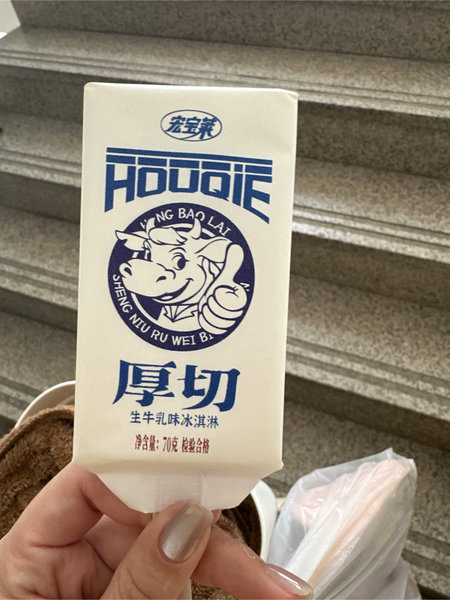 宏宝莱
HOUQIE
NG BAO LAI
SHENG NIU RU WEI BI
厚切
生牛乳味冰淇淋
净含量：70克 检验合格